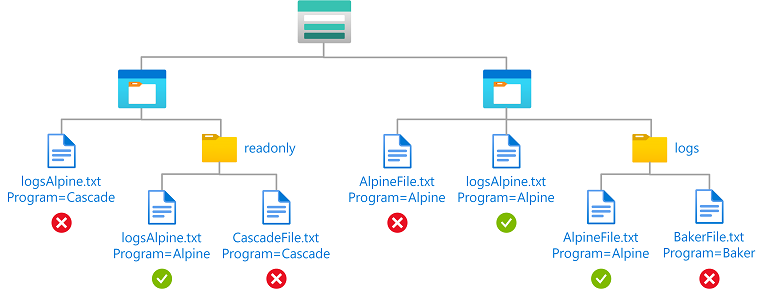 readonly
logs
logsAlpine.txt
Program=Cascade
AlpineFile.txt
Program=Alpine
logsAlpine.txt
Program=Alpine
logsAlpine.txt
Program=Alpine
CascadeFile.txt
Program=Cascade
AlpineFile.txt
Program=Alpine
BakerFile.txt
Program=Baker